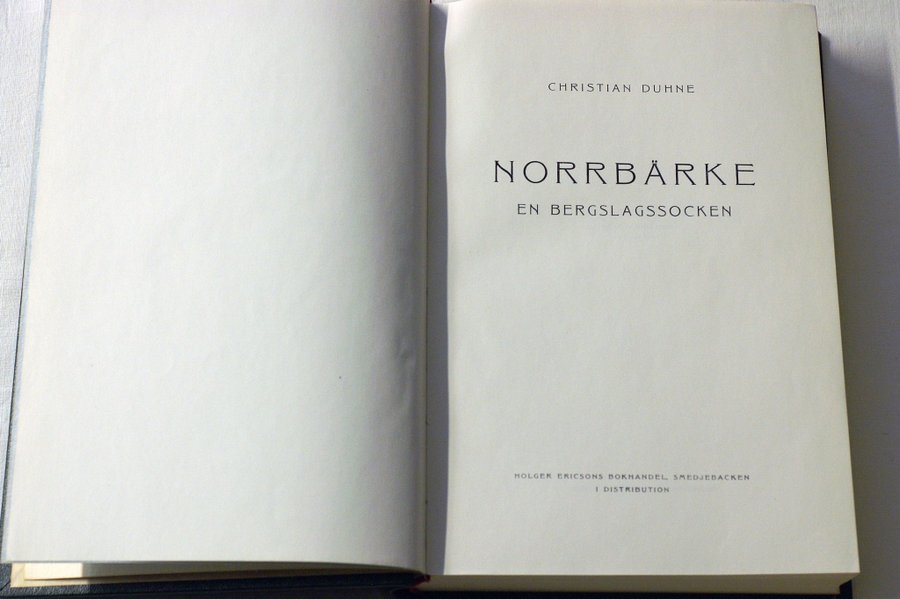 CHRISTIAN DUHNE
NORRBÄRKE
EN BERGSLAGSSOCKEN
HOLGER ERICSONS BOKHANDEL, SMEDJEBACKEN
I DISTRIBUTION